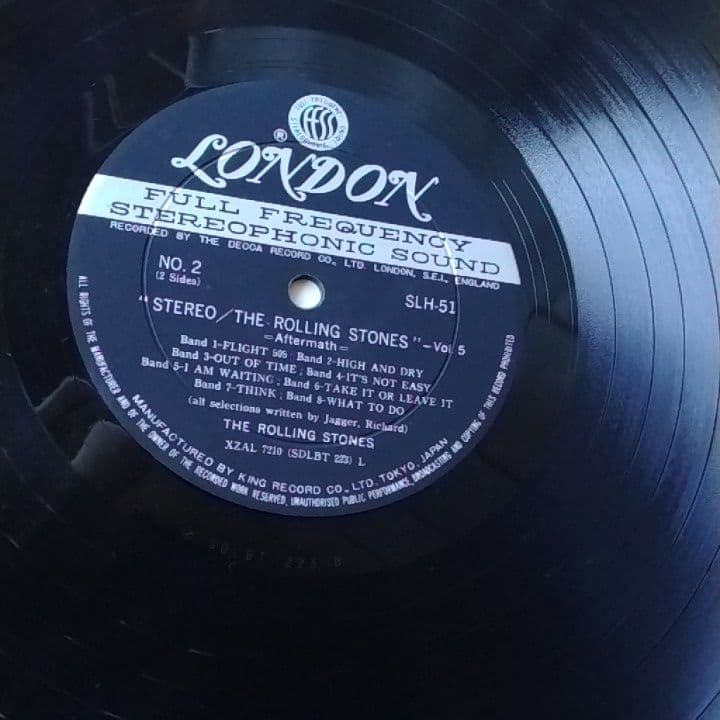 FULL FREQUENCY STEREOPHONIC SOUND
ffss
®
LONDON
FULL FREQUENCY
STEREOPHONIC SOUND
RECORDED BY THE DECCA RECORD CO., LTD. LONDON, S.E.I, ENGLAND
NO. 2
(2 Sides)
SLH-51
"STEREO/THE ROLLING STONES"-Vol. 5
=Aftermath=
Band 1-FLIGHT 505 ; Band 2-HIGH AND DRY
Band 3-OUT OF TIME ; Band 4-IT'S NOT EASY
Band 5-I AM WAITING ; Band 6-TAKE IT OR LEAVE IT
Band 7-THINK ; Band 8-WHAT TO DO
(all selections written by Jagger, Richard)
THE ROLLING STONES
XZAL 7210 (SDLBT 223) L
MANUFACTURED BY KING RECORD CO., LTD. TOKYO, JAPAN
ALL RIGHTS OF THE MANUFACTURER AND OF THE OWNER OF THE RECORDED WORK RESERVED. UNAUTHORISED PUBLIC PERFORMANCE, BROADCASTING AND COPYING OF THIS RECORD PROHIBITED